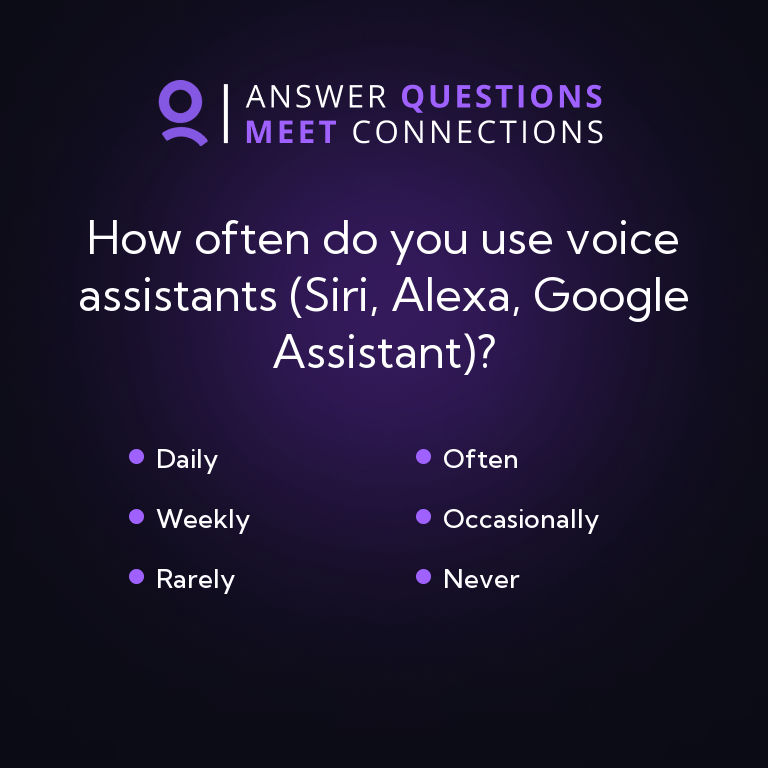 ANSWER QUESTIONS
MEET CONNECTIONS
How often do you use voice
assistants (Siri, Alexa, Google
Assistant)?
Daily
Often
Weekly
Occasionally
Rarely
Never